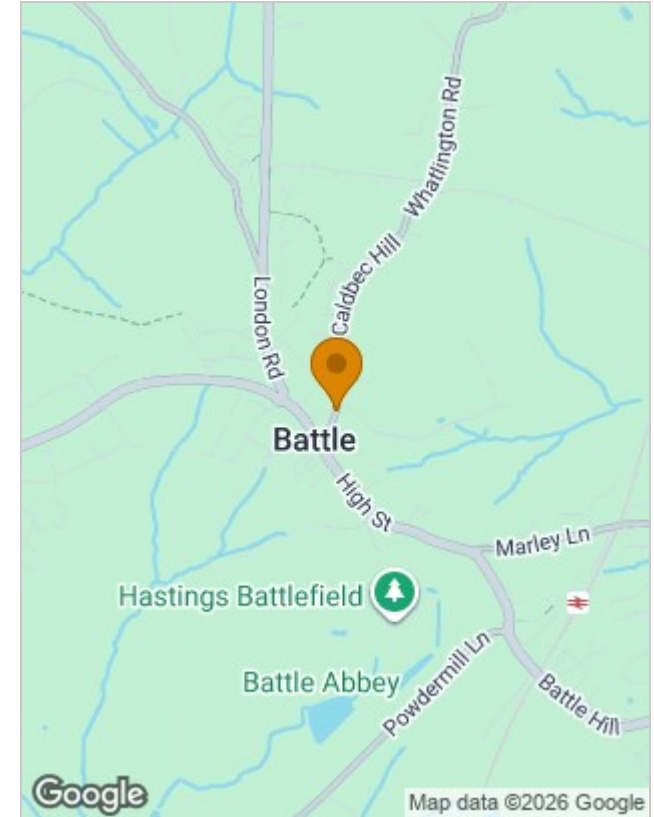 Whatlington Rd
Caldbec Hill
London Rd
Battle
High St
Marley Ln
Hastings Battlefield
Battle Abbey
Powdermill Ln
Battle Hill
Google
Map data ©2026 Google